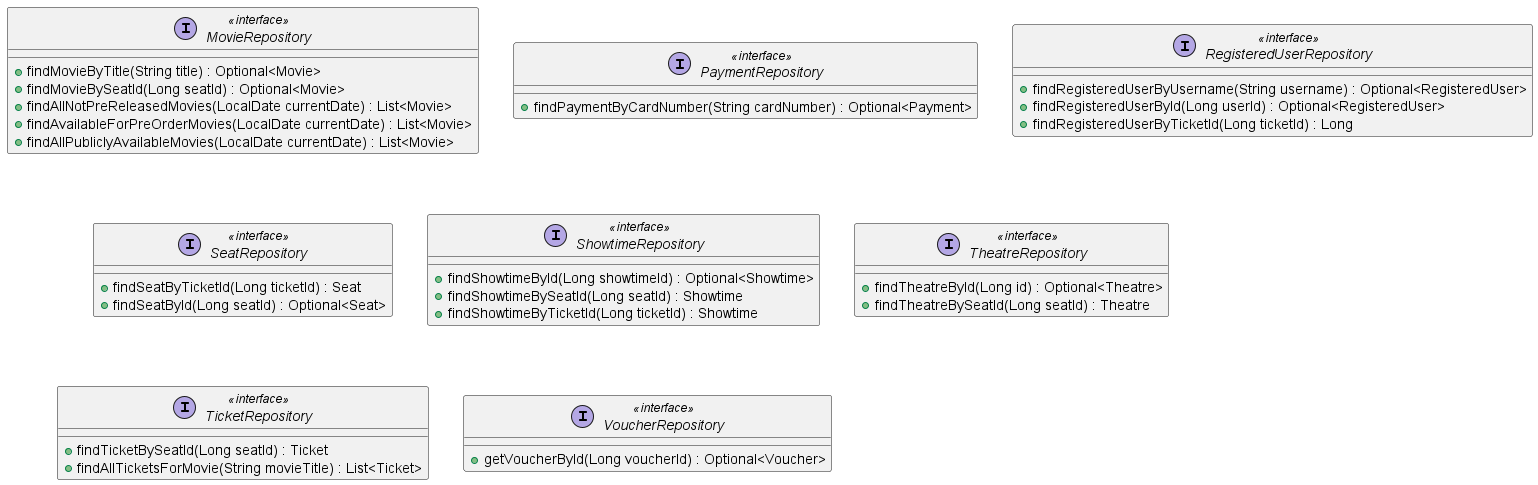 I
«interface»
MovieRepository
findMovieByTitle(String title) : Optional<Movie>
findMovieBySeatId(Long seatId) : Optional<Movie>
findAllNotPreReleasedMovies(LocalDate currentDate) : List<Movie>
findAvailableForPreOrderMovies(LocalDate currentDate) : List<Movie>
findAllPubliclyAvailableMovies(LocalDate currentDate) : List<Movie>
I
«interface»
PaymentRepository
findPaymentByCardNumber(String cardNumber) : Optional<Payment>
I
«interface»
RegisteredUserRepository
findRegisteredUserByUsername(String username) : Optional<RegisteredUser>
findRegisteredUserById(Long userId) : Optional<RegisteredUser>
findRegisteredUserByTicketId(Long ticketId) : Long
I
«interface»
SeatRepository
findSeatByTicketId(Long ticketId) : Seat
findSeatById(Long seatId) : Optional<Seat>
I
«interface»
ShowtimeRepository
findShowtimeById(Long showtimeId) : Optional<Showtime>
findShowtimeBySeatId(Long seatId) : Showtime
findShowtimeByTicketId(Long ticketId) : Showtime
I
«interface»
TheatreRepository
findTheatreById(Long id) : Optional<Theatre>
findTheatreBySeatId(Long seatId) : Theatre
I
«interface»
TicketRepository
findTicketBySeatId(Long seatId) : Ticket
findAllTicketsForMovie(String movieTitle) : List<Ticket>
I
«interface»
VoucherRepository
getVoucherById(Long voucherId) : Optional<Voucher>